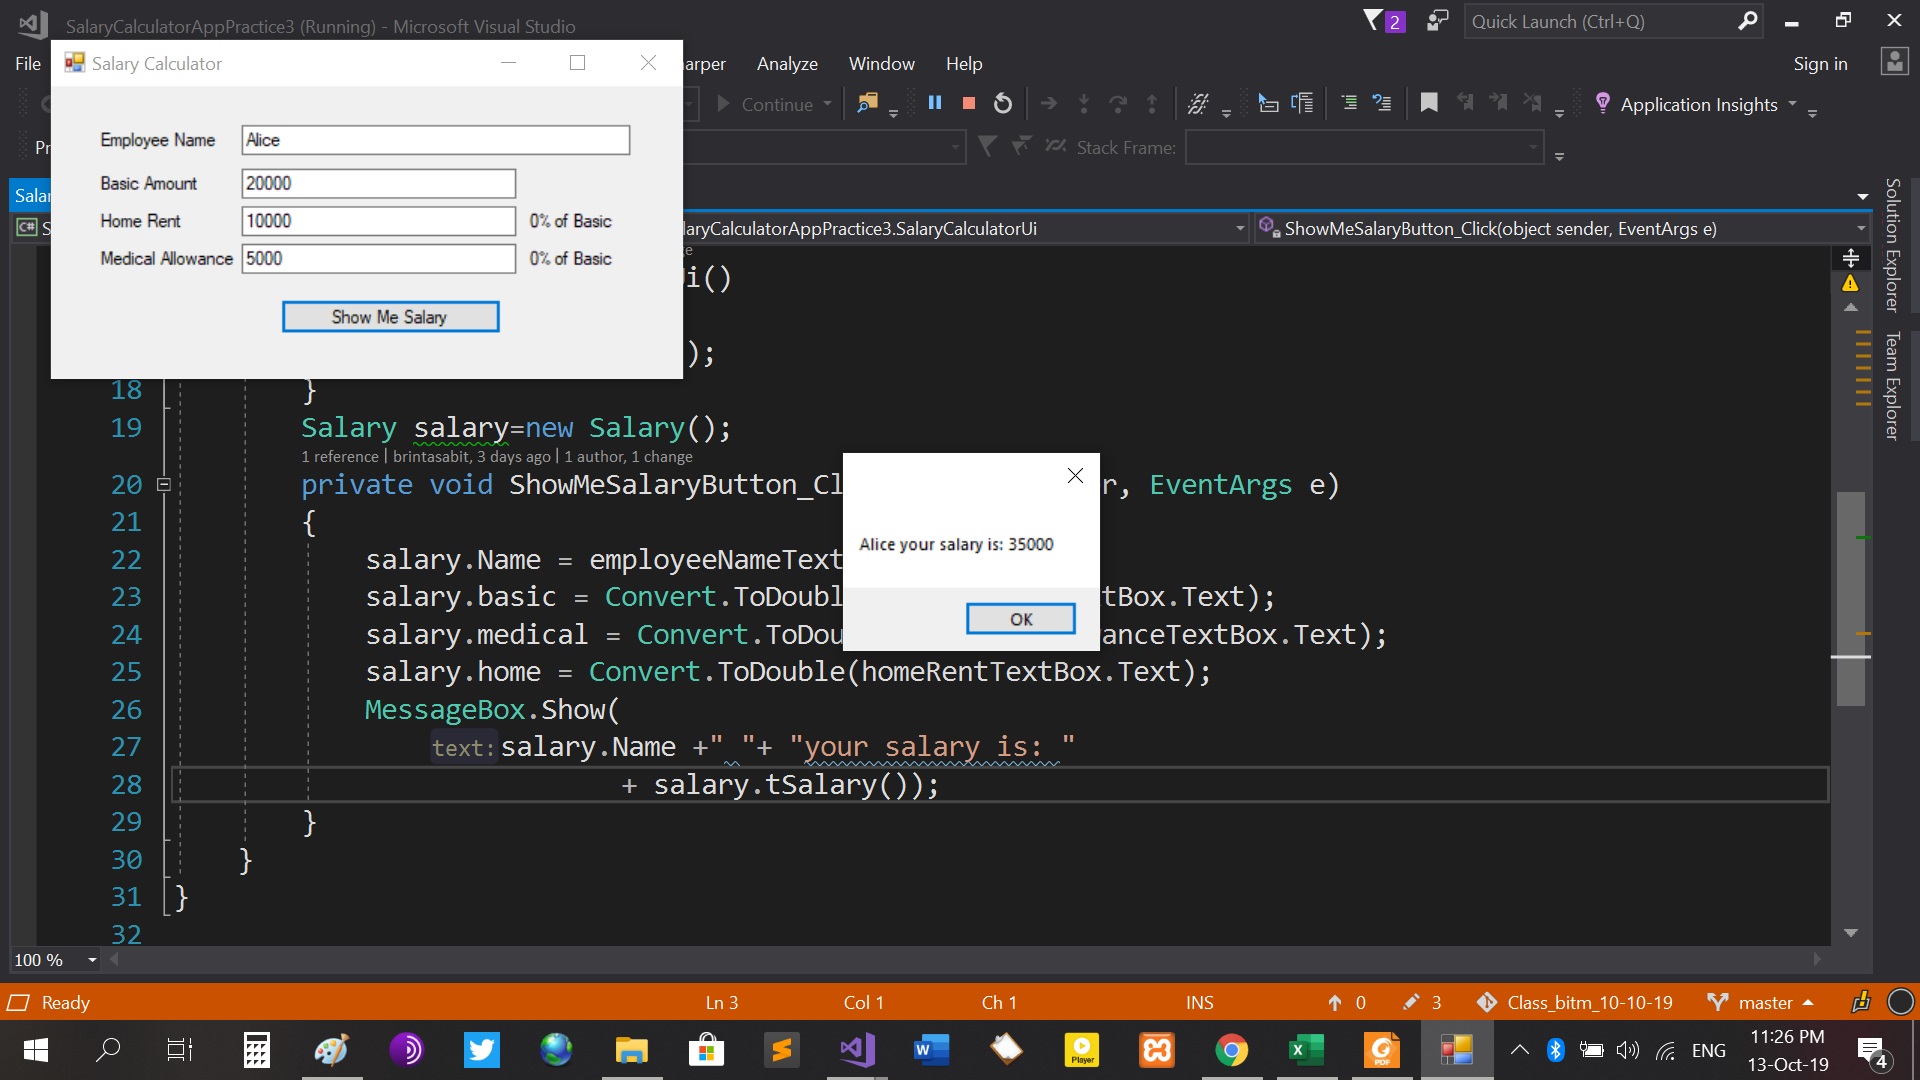 SalaryCalculatorAppPractice3 (Running) - Microsoft Visual Studio
2
Quick Launch (Ctrl+Q)
File
arper
Analyze
Window
Help
Sign in
Salary Calculator
Continue
Application Insights
Pr
Stack Frame:
Employee Name Alice
Basic Amount 20000
Home Rent 10000 0% of Basic
Medical Allowance 5000 0% of Basic
Show Me Salary
Salar
C# S
laryCalculatorAppPractice3.SalaryCalculatorUi
ShowMeSalaryButton_Click(object sender, EventArgs e)
Solution Explorer
Team Explorer
Ui()
);
18 }
19 Salary salary=new Salary();
1 reference | brintasabit, 3 days ago | 1 author, 1 change
20 private void ShowMeSalaryButton_Cl r, EventArgs e)
21 {
22 salary.Name = employeeNameText
23 salary.basic = Convert.ToDoubl tBox.Text);
24 salary.medical = Convert.ToDou anceTextBox.Text);
25 salary.home = Convert.ToDouble(homeRentTextBox.Text);
26 MessageBox.Show(
27 text: salary.Name +" "+ "your salary is: "
28 + salary.tSalary());
29 }
30 }
31 }
32
Alice your salary is: 35000
OK
100 %
Ready
Ln 3
Col 1
Ch 1
INS
0
3
Class_bitm_10-10-19
master
W
Player
X
PDF
ENG
11:26 PM
13-Oct-19
4